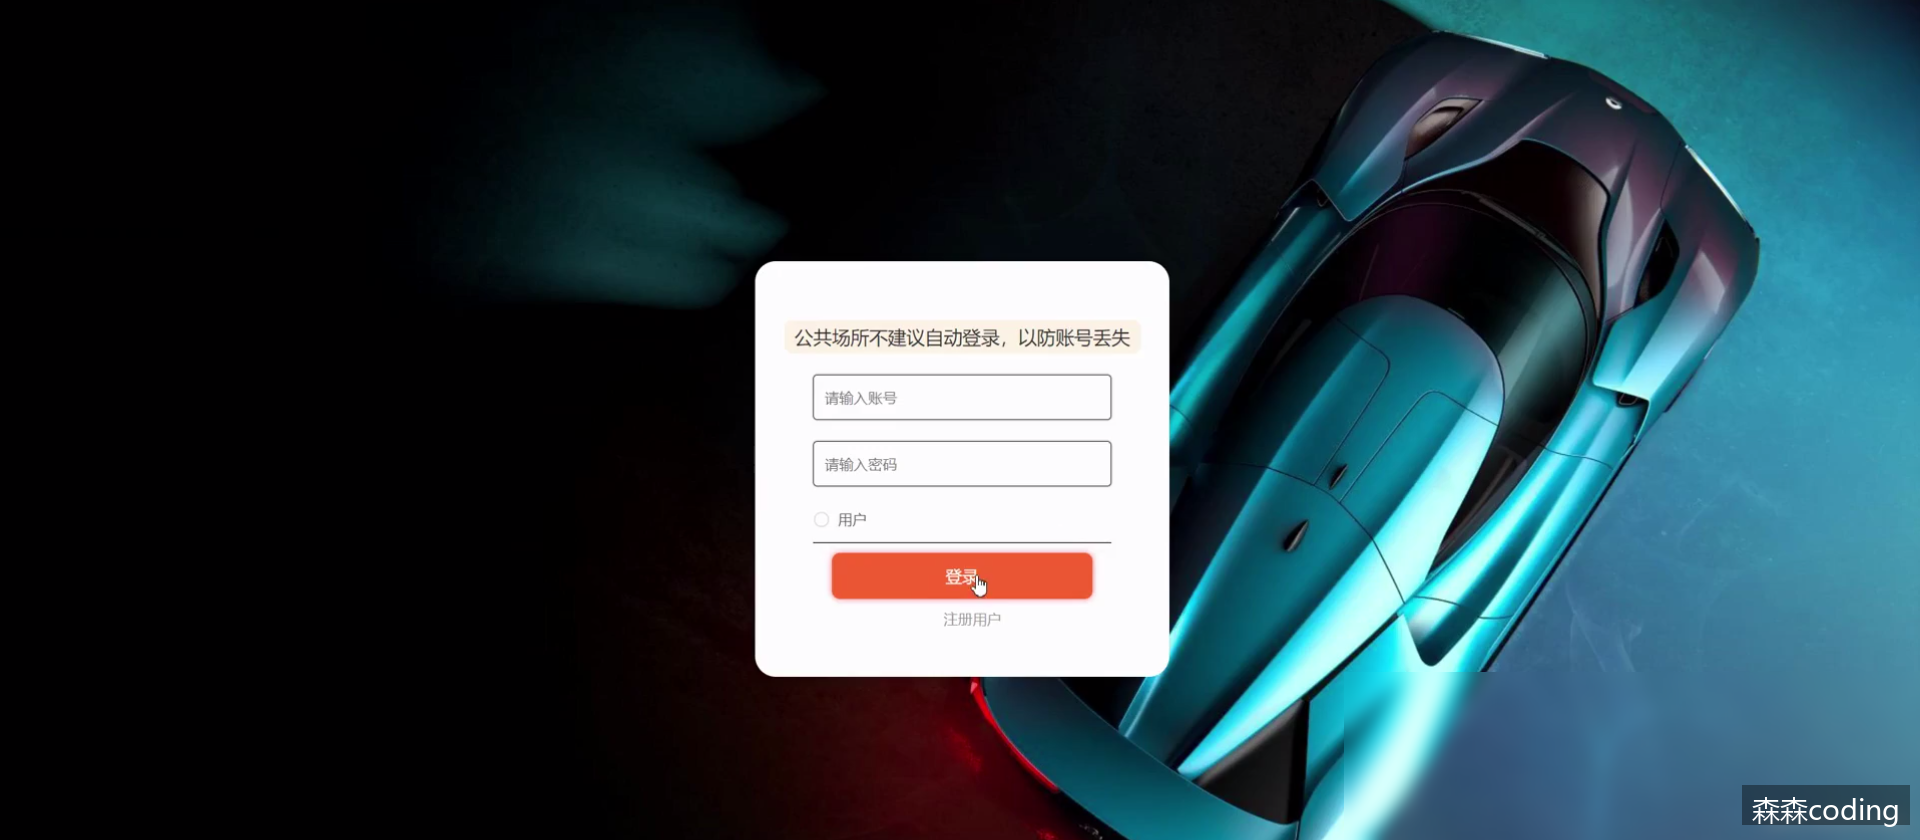 公共场所不建议自动登录，以防账号丢失
请输入账号
请输入密码
用户
登录
注册用户
森森coding